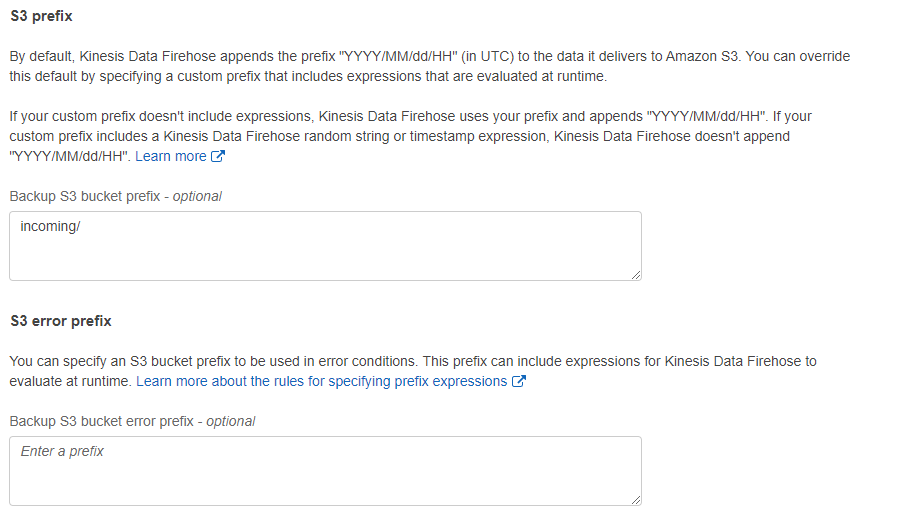 S3 prefix
By default, Kinesis Data Firehose appends the prefix "YYYY/MM/dd/HH" (in UTC) to the data it delivers to Amazon S3. You can override
this default by specifying a custom prefix that includes expressions that are evaluated at runtime.
If your custom prefix doesn't include expressions, Kinesis Data Firehose uses your prefix and appends "YYYY/MM/dd/HH". If your
custom prefix includes a Kinesis Data Firehose random string or timestamp expression, Kinesis Data Firehose doesn't append
"YYYY/MM/dd/HH". Learn more
Backup S3 bucket prefix - optional
incoming/
S3 error prefix
You can specify an S3 bucket prefix to be used in error conditions. This prefix can include expressions for Kinesis Data Firehose to
evaluate at runtime. Learn more about the rules for specifying prefix expressions
Backup S3 bucket error prefix - optional
Enter a prefix